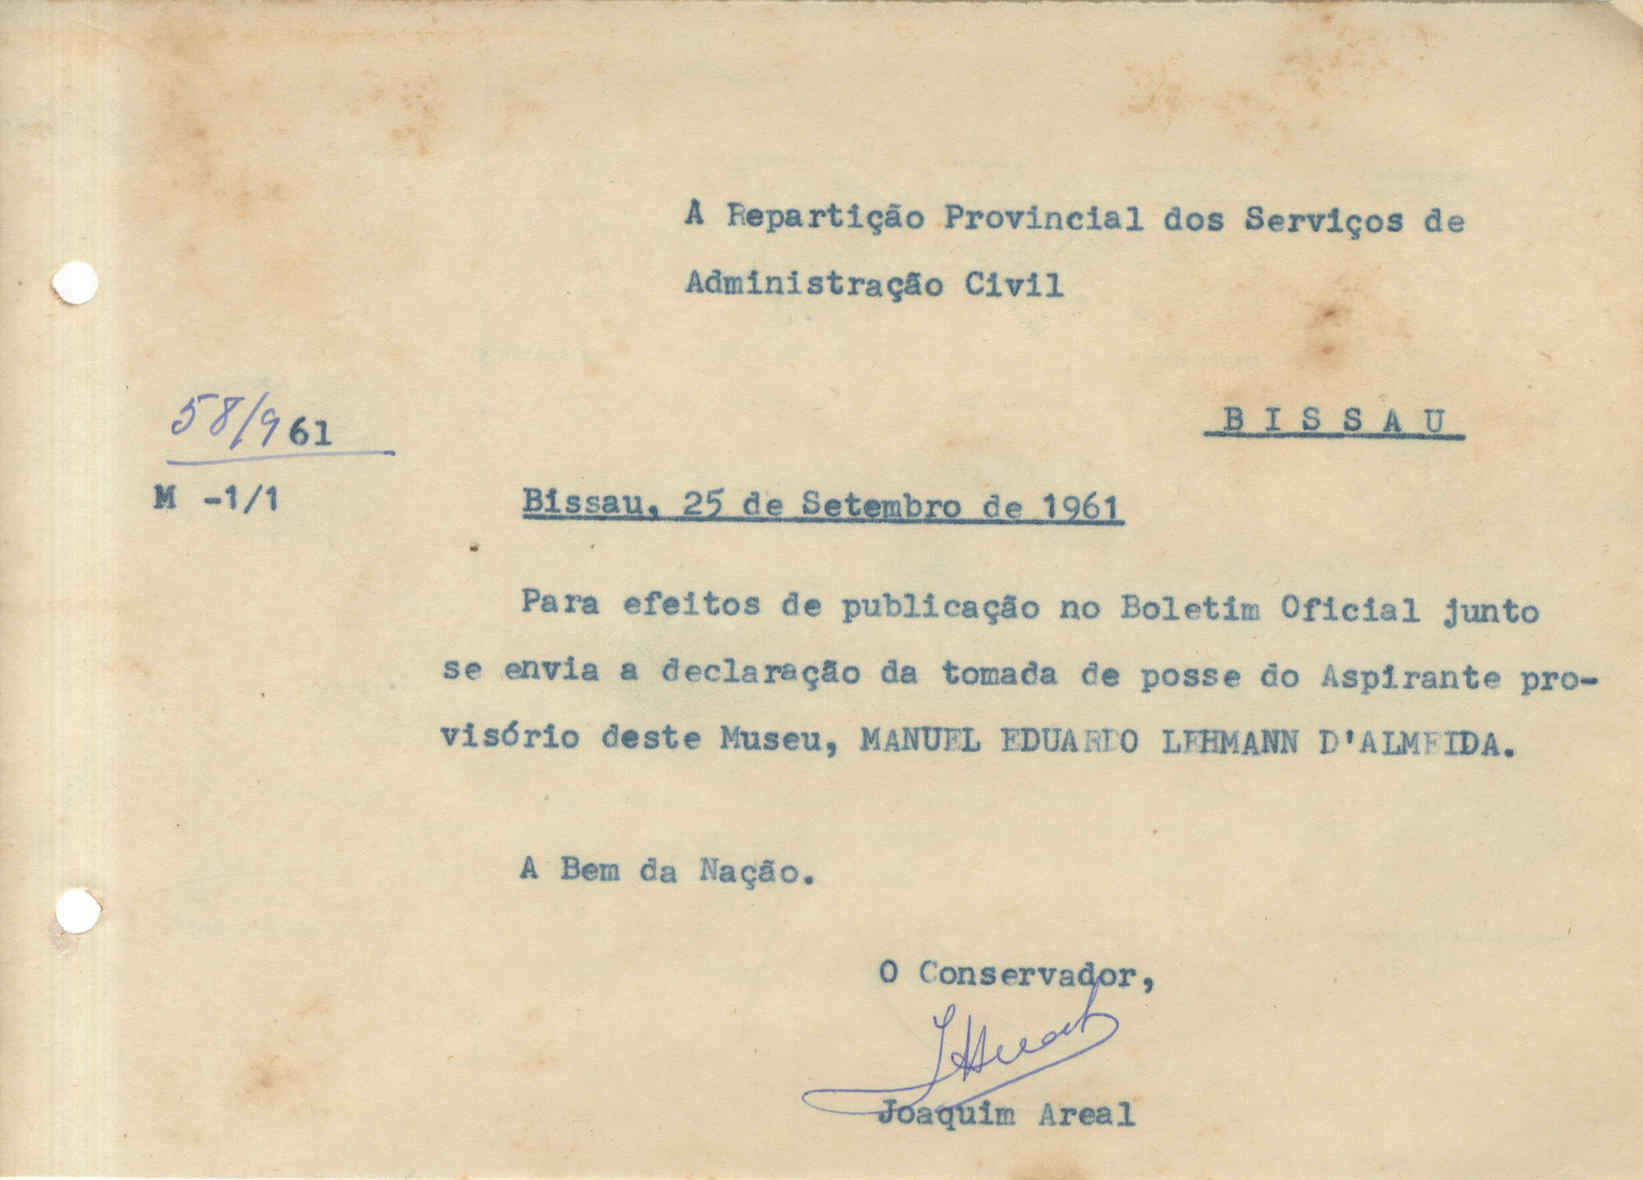 A Repartição Provincial dos Serviços de
Administração Civil
58/961
B I S S A U
M -1/1
Bissau, 25 de Setembro de 1961
Para efeitos de publicação no Boletim Oficial junto
se envia a declaração da tomada de posse do Aspirante pro-
visório deste Museu, MANUEL EDUARDO LEHMANN D'ALMEIDA.
A Bem da Nação.
O Conservador,
JAreal
Joaquim Areal